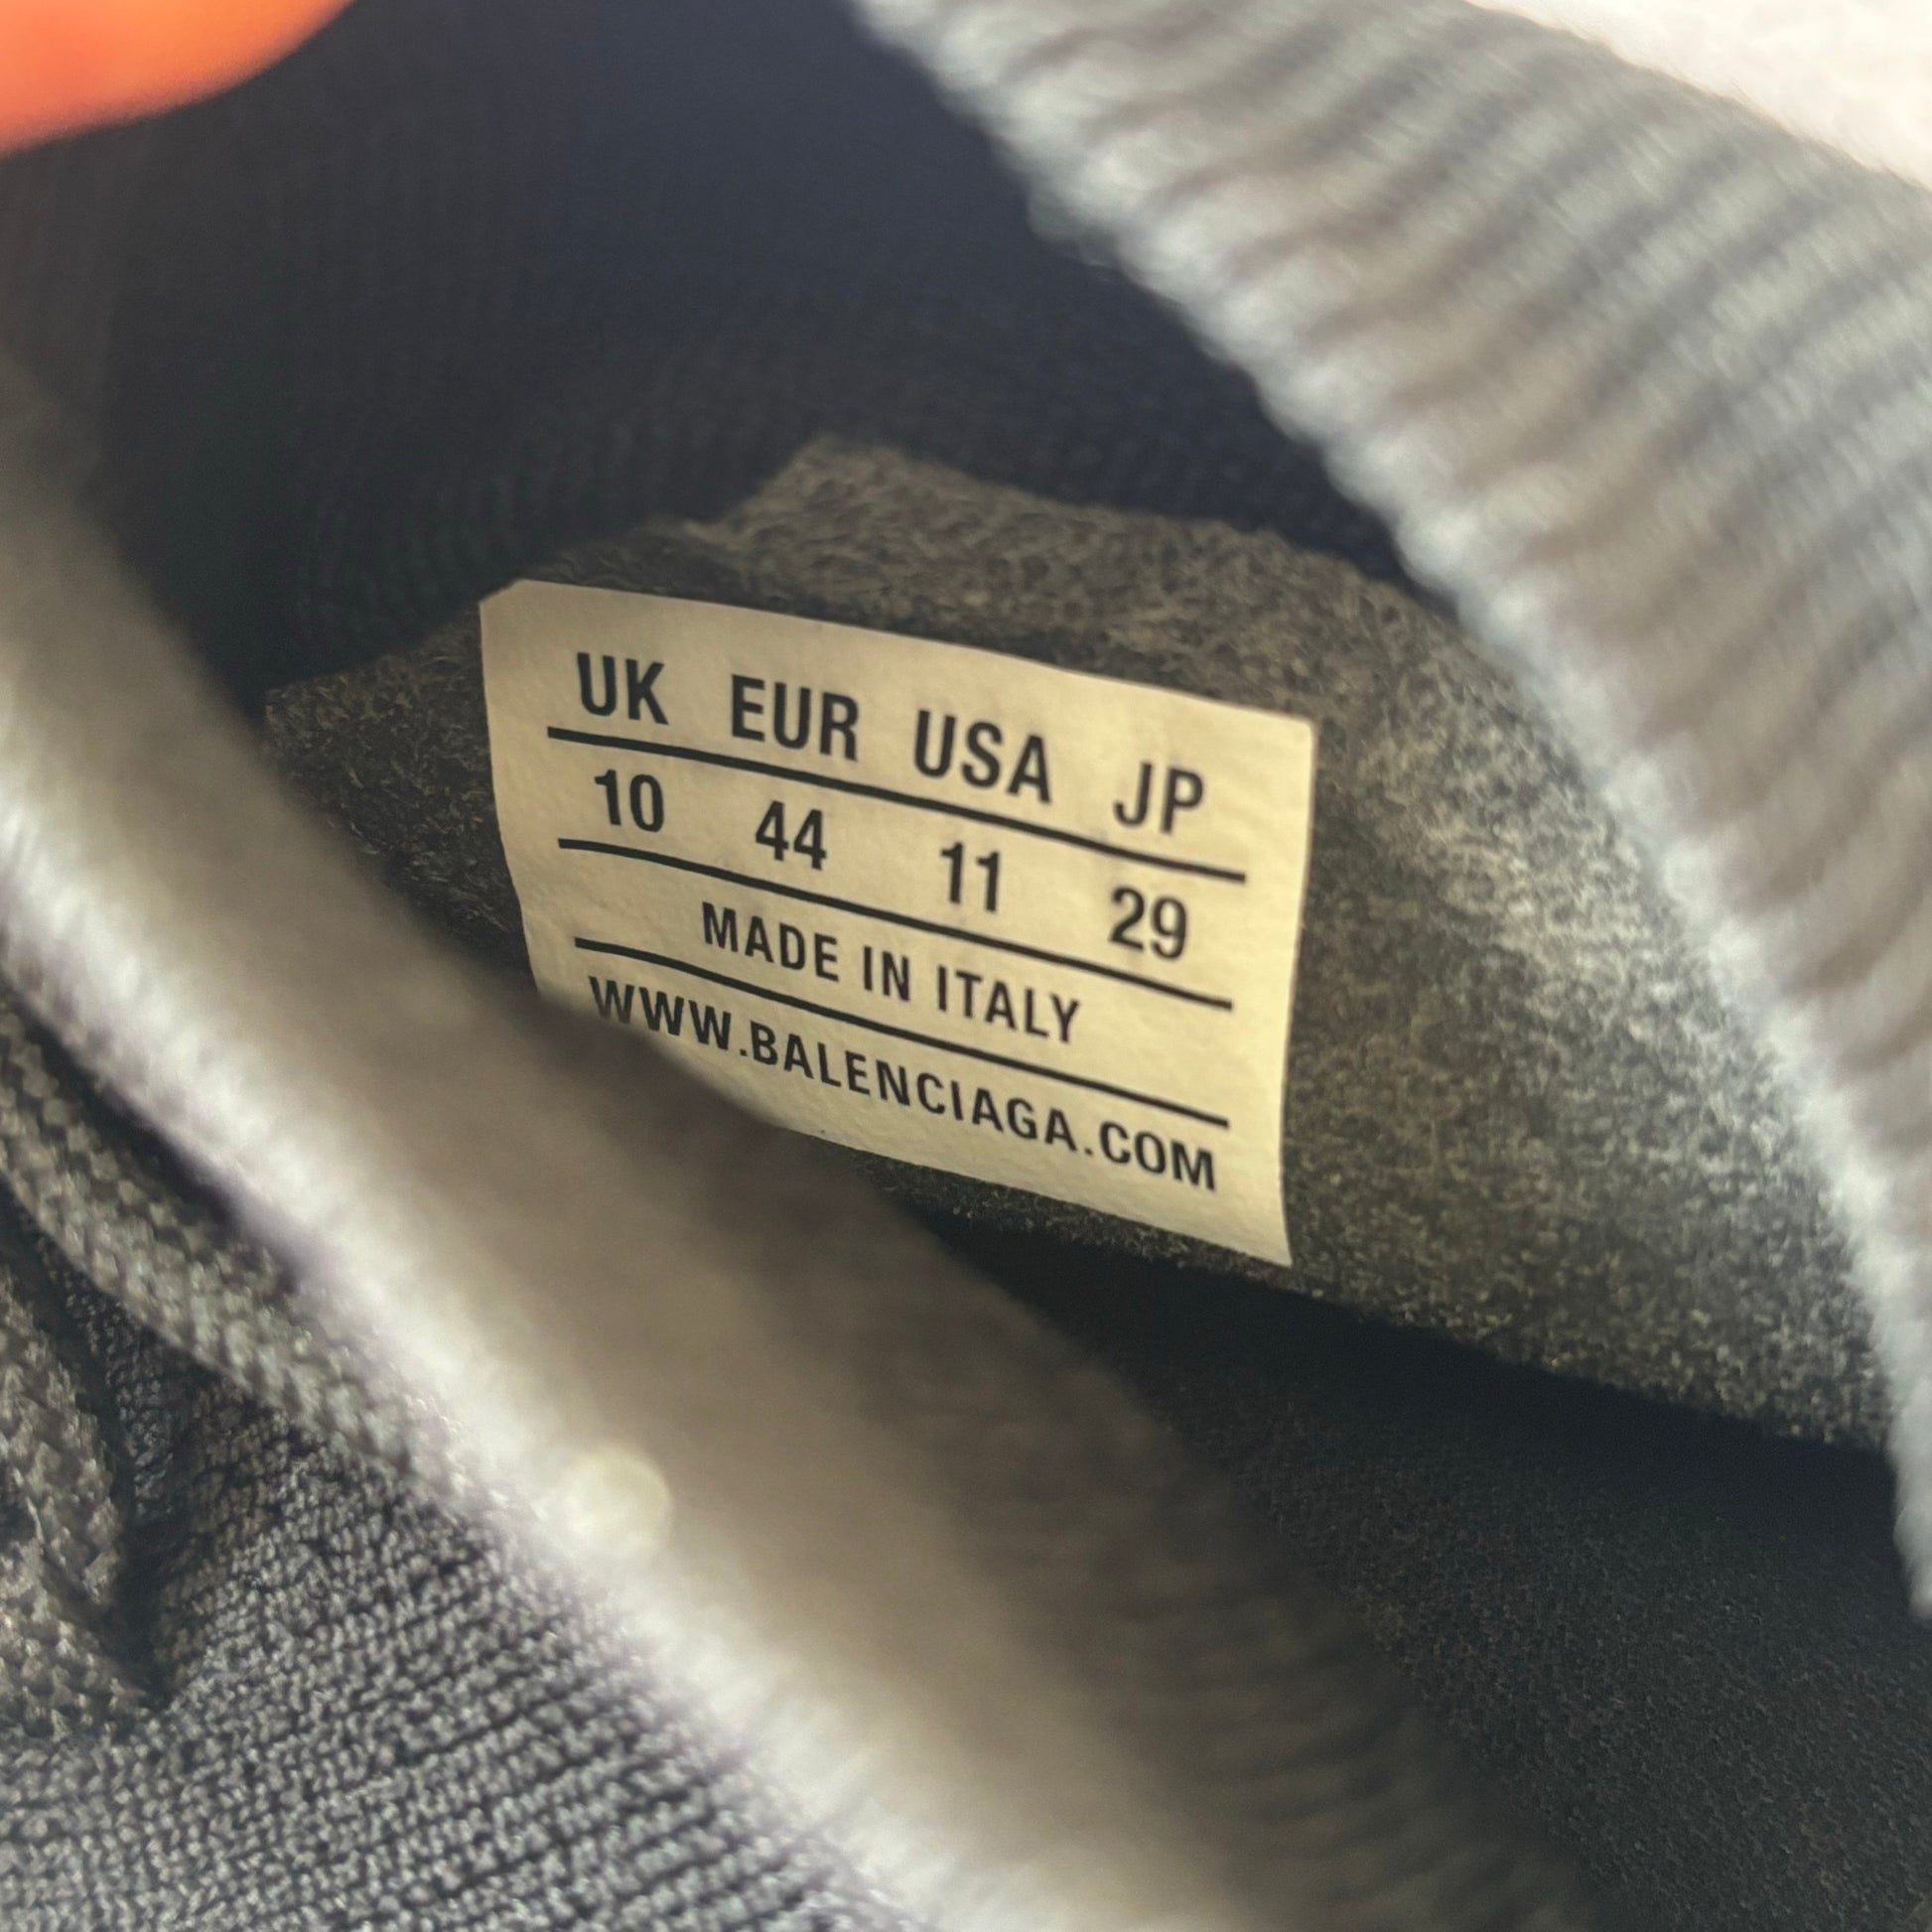 UK EUR USA JP
10 44 11 29
MADE IN ITALY
WWW.BALENCIAGA.COM